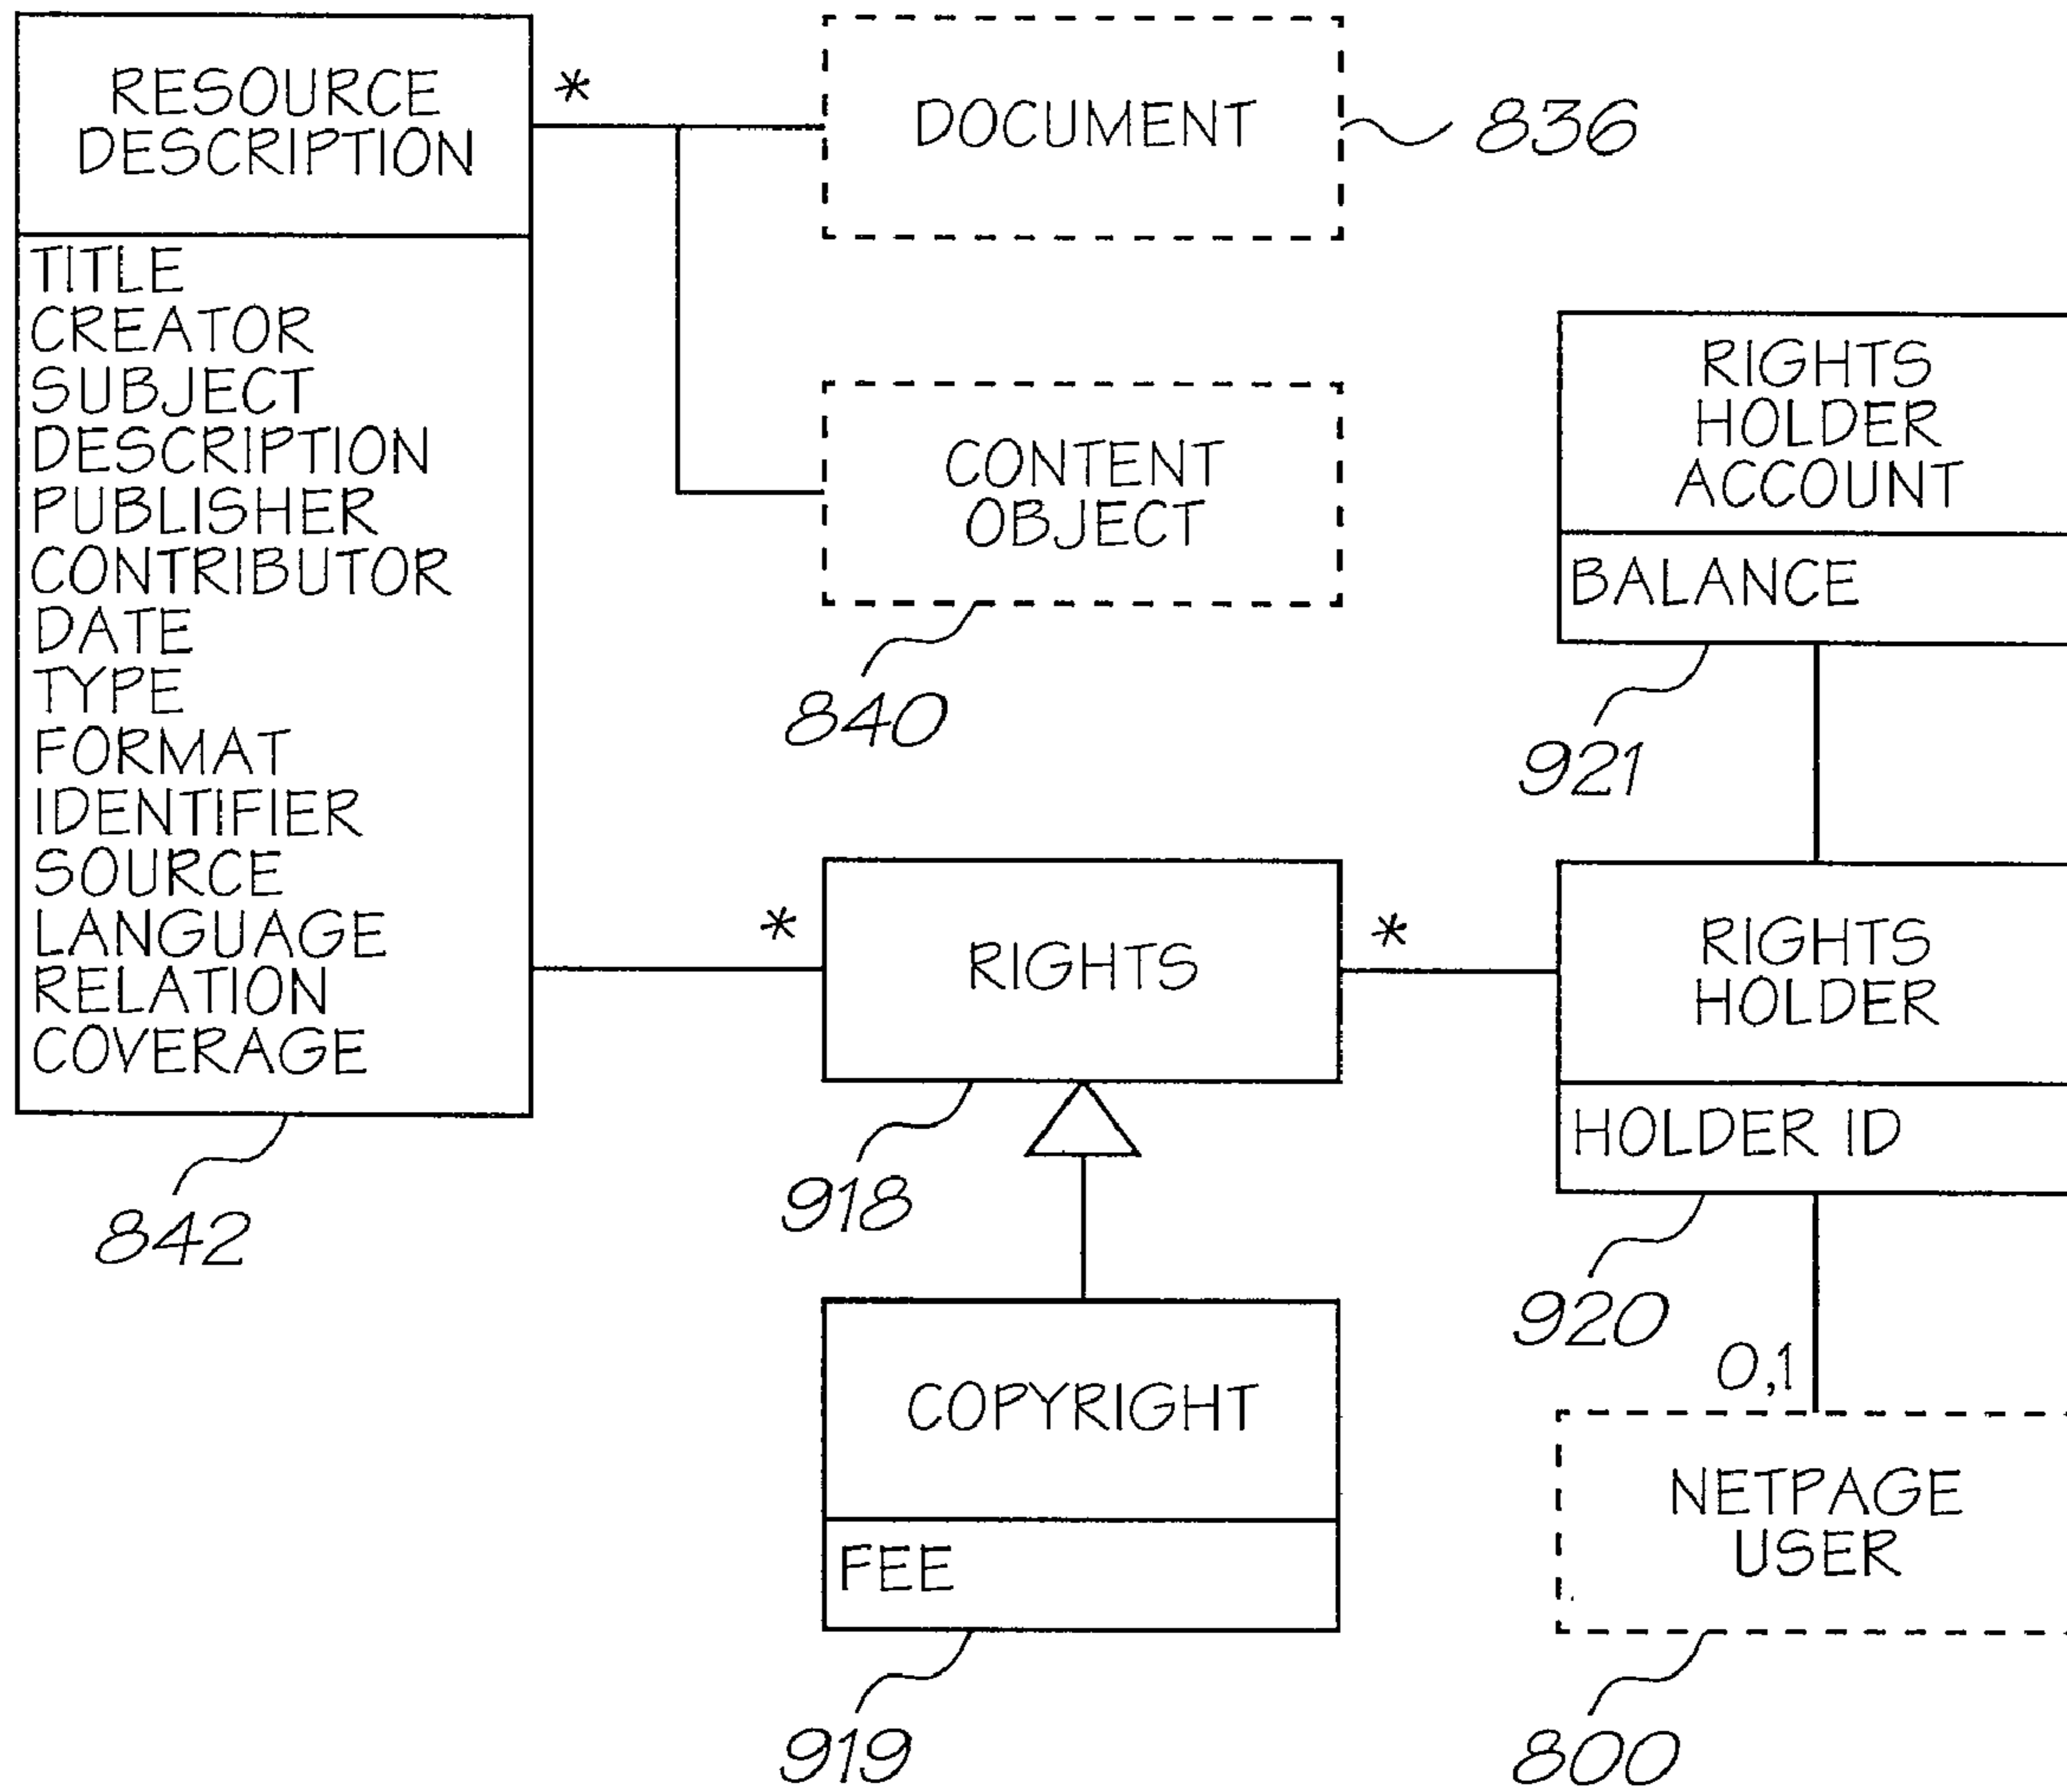 RESOURCE
DESCRIPTION
TITLE
CREATOR
SUBJECT
DESCRIPTION
PUBLISHER
CONTRIBUTOR
DATE
TYPE
FORMAT
IDENTIFIER
SOURCE
LANGUAGE
RELATION
COVERAGE
842
*
DOCUMENT
836
CONTENT
OBJECT
840
RIGHTS
HOLDER
ACCOUNT
BALANCE
921
*
RIGHTS
*
918
RIGHTS
HOLDER
HOLDER ID
920
0,1
COPYRIGHT
FEE
919
NETPAGE
USER
800